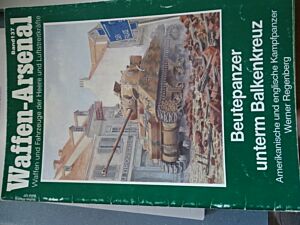 Waffen-Arsenal
Band 137
Waffen und Fahrzeuge der Heere und Luftstreitkräfte
Beutepanzer
unterm Balkenkreuz
Amerikanische und englische Kampfpanzer
Werner Regenberg